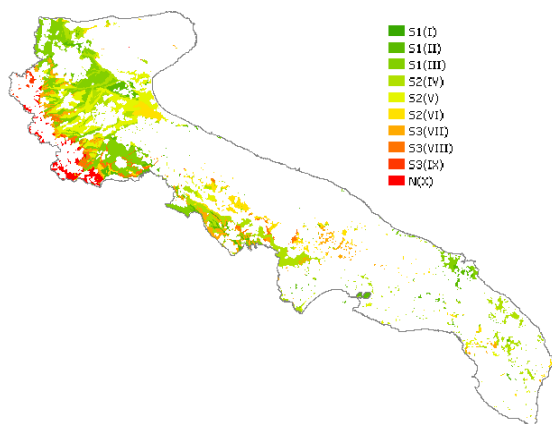 S1(I)
S1(II)
S1(III)
S2(IV)
S2(V)
S2(VI)
S3(VII)
S3(VIII)
S3(IX)
N(X)